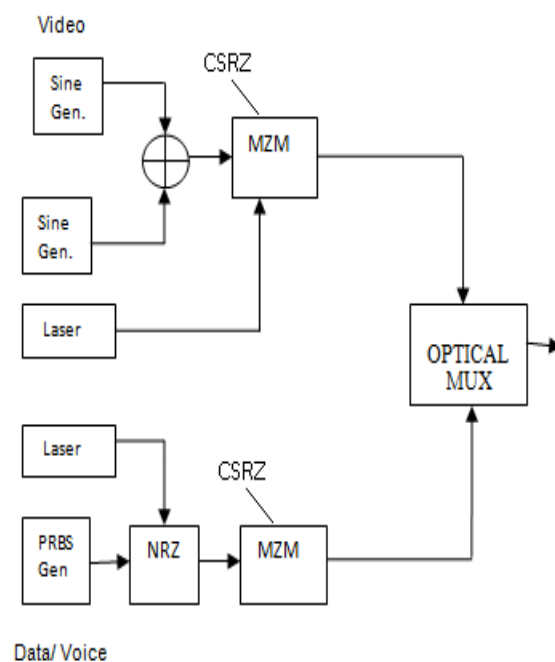 Video
CSRZ
Sine
Gen.
MZM
Sine
Gen.
Laser
OPTICAL
MUX
Laser
CSRZ
PRBS
Gen
NRZ
MZM
Data/ Voice